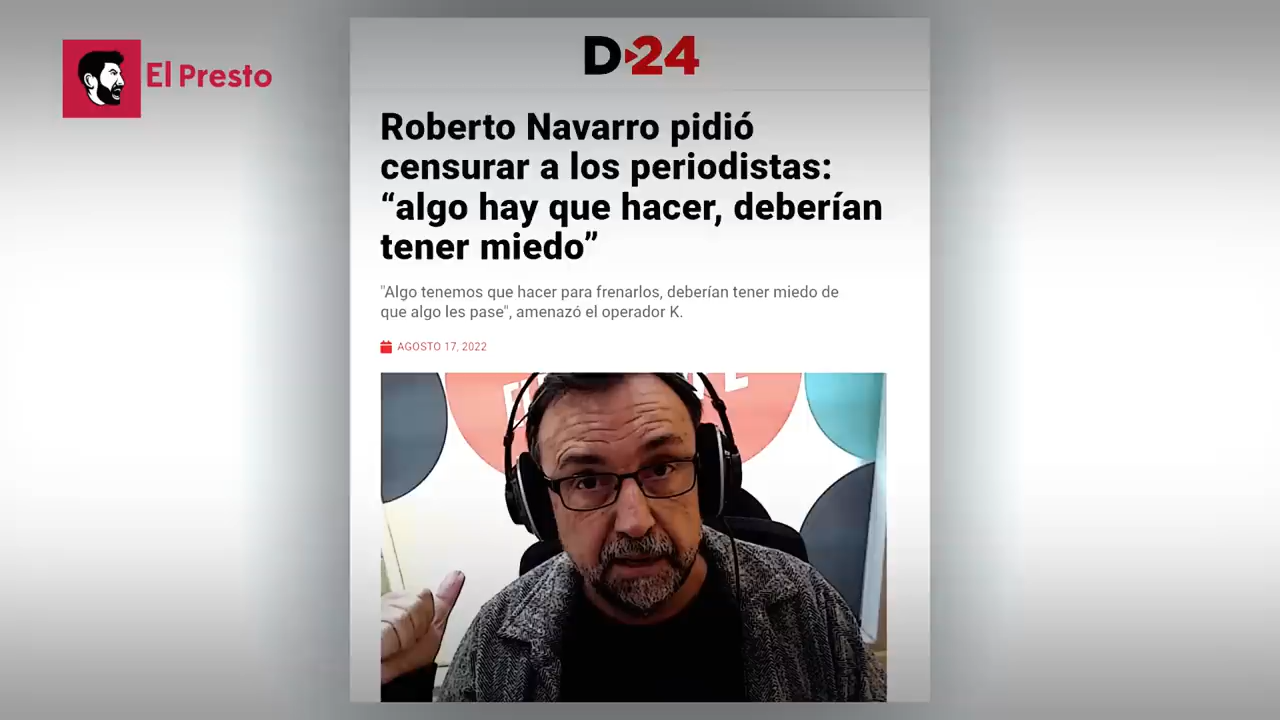 El Presto
D24
Roberto Navarro pidió
censurar a los periodistas:
“algo hay que hacer, deberían
tener miedo”
"Algo tenemos que hacer para frenarlos, deberían tener miedo de
que algo les pase", amenazó el operador K.
AGOSTO 17, 2022